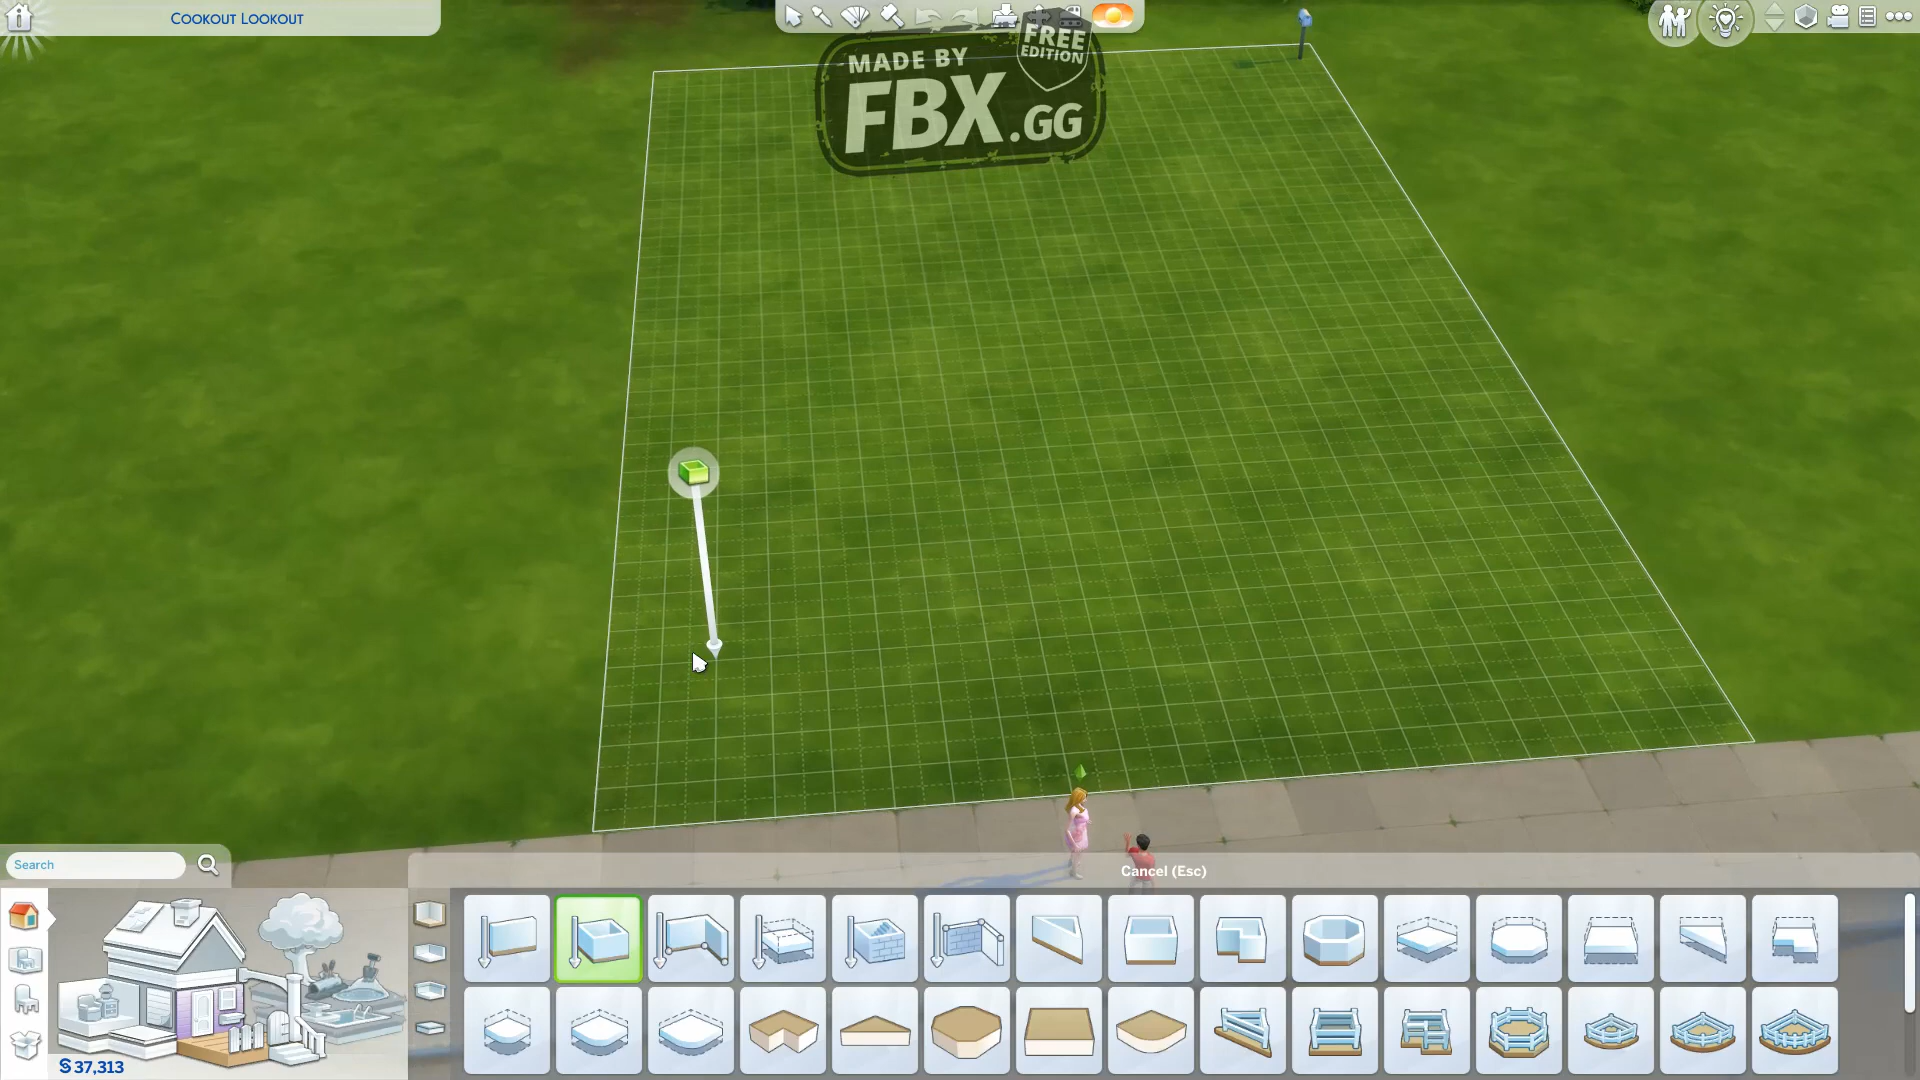 Cookout Lookout
FREE
EDITION
MADE BY
FBX.GG
Search
Cancel (Esc)
§37,313